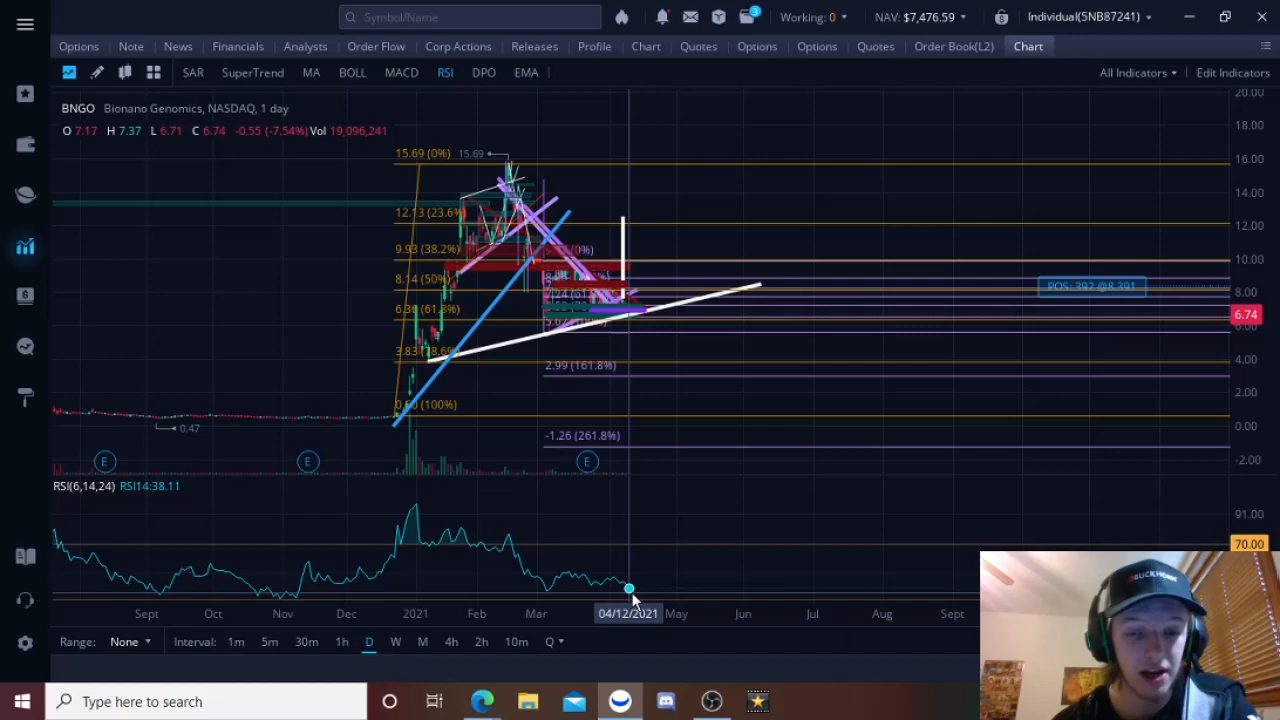 Symbol/Name
3
Working: 0
NAV: $7,476.59
Individual(5NB87241)
Options Note News Financials Analysts Order Flow Corp Actions Releases Profile Chart Quotes Options Options Quotes Order Book(L2) Chart
SAR SuperTrend MA BOLL MACD RSI DPO EMA All Indicators Edit Indicators
BNGO Bionano Genomics, NASDAQ, 1 day
O 7.17 H 7.37 L 6.71 C 6.74 -0.55 (-7.54%) Vol 19,096,241
20.00
18.00
16.00
14.00
12.00
10.00
8.00
6.74
6.00
4.00
2.00
0.00
-2.00
15.69 (0%) 15.69
12.13 (23.6%
9.93 (38.2%)
8.14 (50%)
6.36 (61.8%)
0.47
2.99 (161.8%)
-1.26 (261.8%)
POS: 392 @8.391
E E E
RSI(6,14,24) RSI14:38.11
91.00
70.00
Sept Oct Nov Dec 2021 Feb Mar 04/12/2021 May Jun Jul Aug Sept
Range: None Interval: 1m 5m 30m 1h D W M 4h 2h 10m Q
BUCKHORN
Type here to search